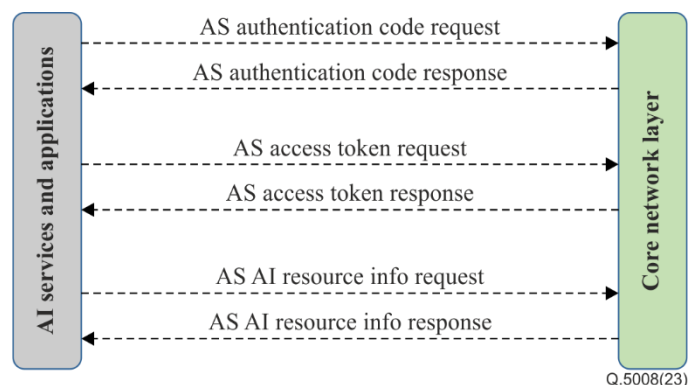 AI services and applications
AS authentication code request
AS authentication code response
AS access token request
AS access token response
AS AI resource info request
AS AI resource info response
Core network layer
Q.5008(23)